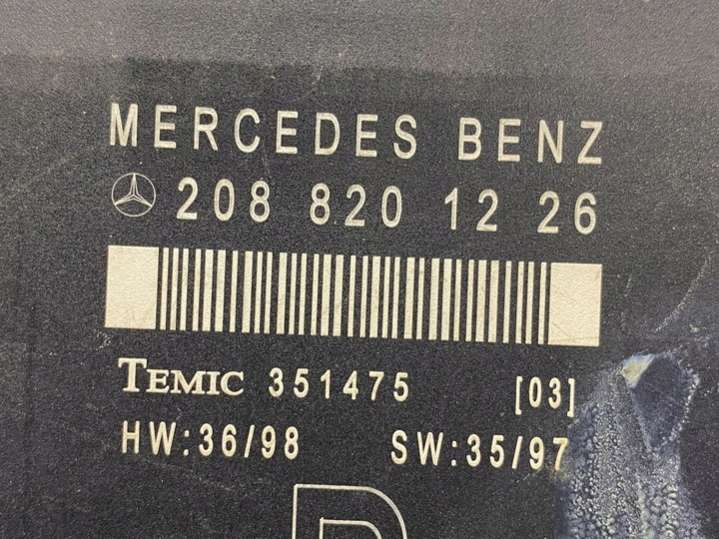 MERCEDES BENZ
208 820 12 26
TEMIC 351475 [03]
HW:36/98 SW:35/97